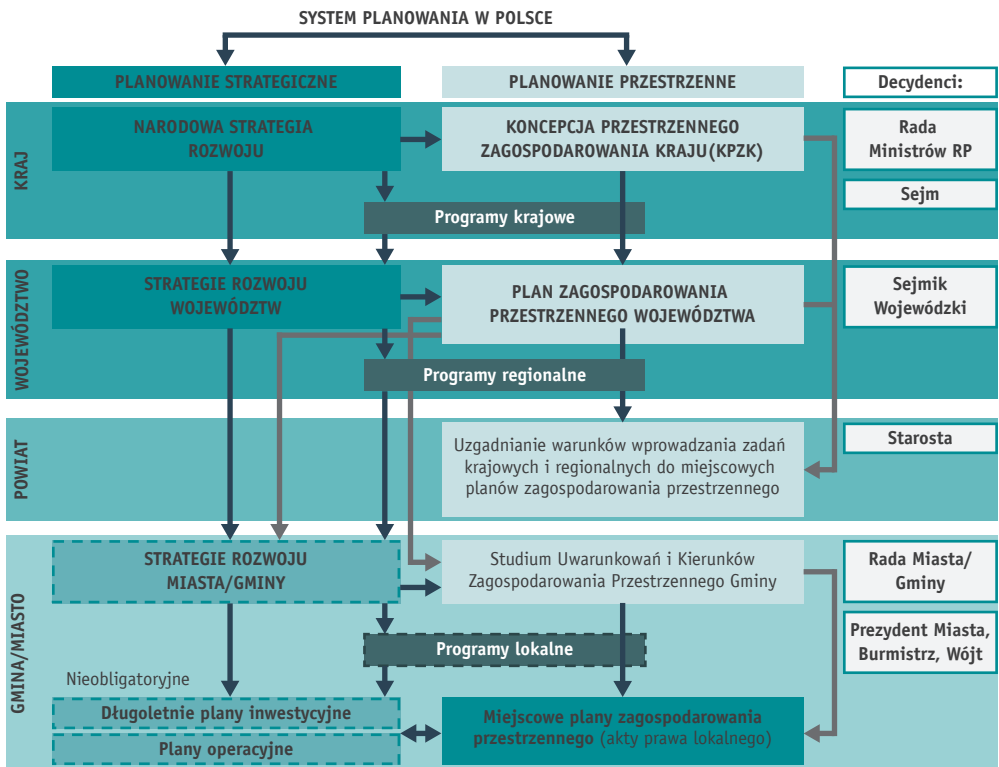 SYSTEM PLANOWANIA W POLSCE
PLANOWANIE STRATEGICZNE
PLANOWANIE PRZESTRZENNE
Decydenci:
KRAJ
NARODOWA STRATEGIA
ROZWOJU
KONCEPCJA PRZESTRZENNEGO
ZAGOSPODAROWANIA KRAJU(KPZK)
Rada
Ministrów RP
Sejm
Programy krajowe
WOJEWÓDZTWO
STRATEGIE ROZWOJU
WOJEWÓDZTW
PLAN ZAGOSPODAROWANIA
PRZESTRZENNEGO WOJEWÓDZTWA
Sejmik
Wojewódzki
Programy regionalne
POWIAT
Uzgadnianie warunków wprowadzania zadań
krajowych i regionalnych do miejscowych
planów zagospodarowania przestrzennego
Starosta
GMINA/MIASTO
STRATEGIE ROZWOJU
MIASTA/GMINY
Studium Uwarunkowań i Kierunków
Zagospodarowania Przestrzennego Gminy
Rada Miasta/
Gminy
Prezydent Miasta,
Burmistrz, Wójt
Programy lokalne
Nieobligatoryjne
Długoletnie plany inwestycyjne
Plany operacyjne
Miejscowe plany zagospodarowania
przestrzennego (akty prawa lokalnego)